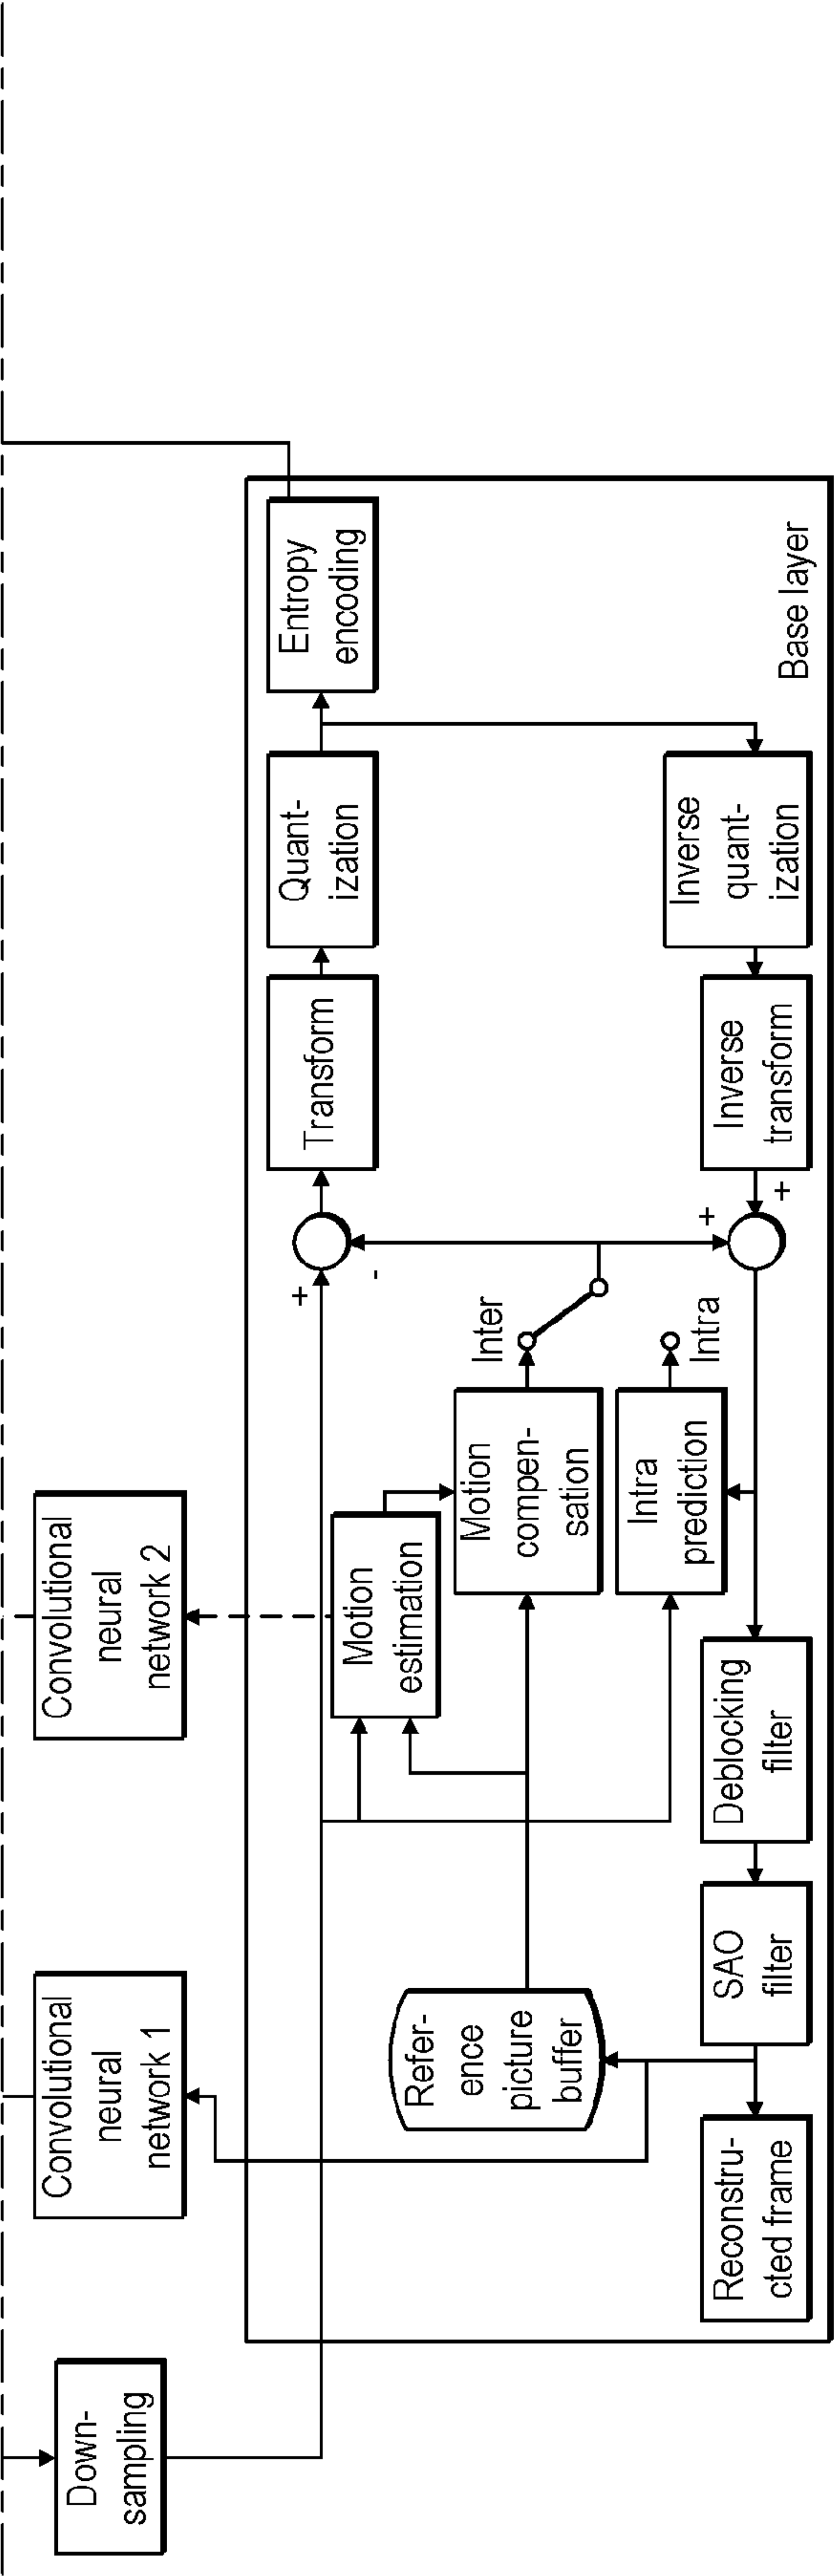 Down-
sampling
Convolutional
neural
network 1
Convolutional
neural
network 2
+
-
Transform
Quant-
ization
Entropy
encoding
Motion
estimation
Refer-
ence
picture
buffer
Motion
compen-
sation
Inter
Intra
prediction
Intra
+
+
Reconstru-
cted frame
SAO
filter
Deblocking
filter
Inverse
transform
Inverse
quant-
ization
Base layer